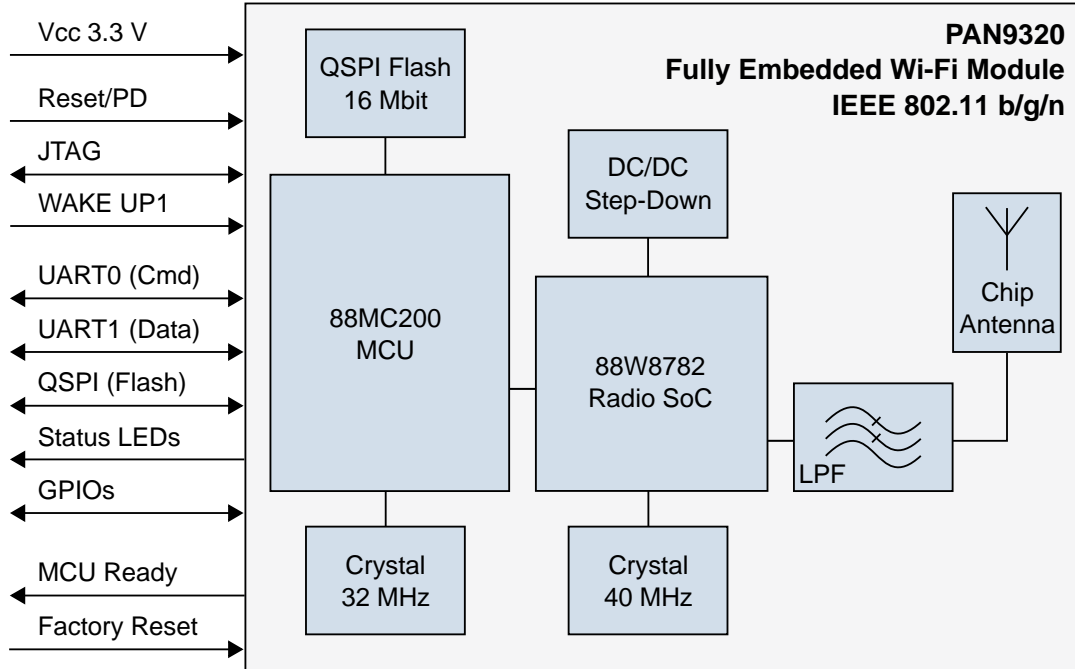 Vcc 3.3 V
Reset/PD
JTAG
WAKE UP1
UART0 (Cmd)
UART1 (Data)
QSPI (Flash)
Status LEDs
GPIOs
MCU Ready
Factory Reset
PAN9320
Fully Embedded Wi-Fi Module
IEEE 802.11 b/g/n
QSPI Flash
16 Mbit
88MC200
MCU
Crystal
32 MHz
DC/DC
Step-Down
88W8782
Radio SoC
Crystal
40 MHz
LPF
Chip
Antenna